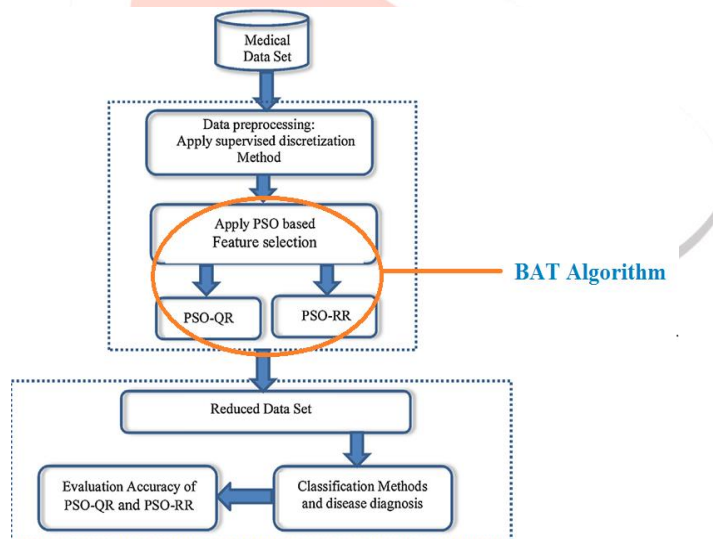 Medical
Data Set
Data preprocessing:
Apply supervised discretization
Method
Apply PSO based
Feature selection
BAT Algorithm
PSO-QR
PSO-RR
Reduced Data Set
Evaluation Accuracy of
PSO-QR and PSO-RR
Classification Methods
and disease diagnosis